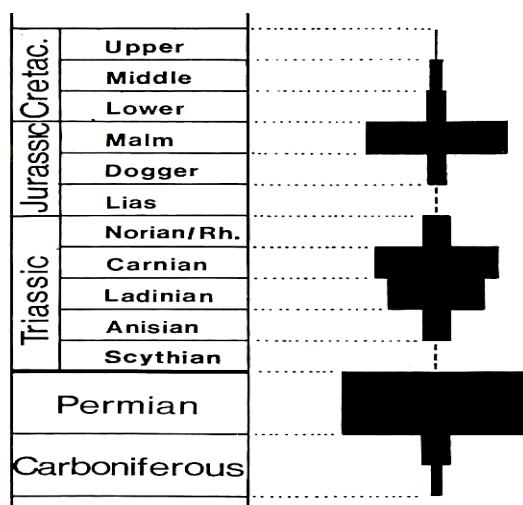 Cretac.
Upper
Middle
Lower
Jurassic
Malm
Dogger
Lias
Triassic
Norian/Rh.
Carnian
Ladinian
Anisian
Scythian
Permian
Carboniferous